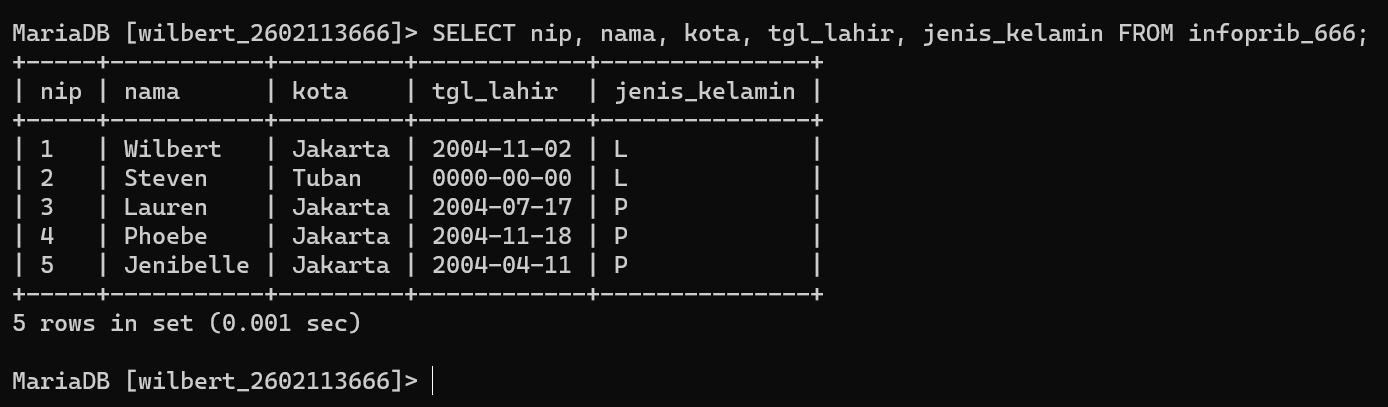 MariaDB [wilbert_2602113666]> SELECT nip, nama, kota, tgl_lahir, jenis_kelamin FROM infoprib_666;
+-----+-----------+---------+------------+---------------+
| nip | nama      | kota    | tgl_lahir  | jenis_kelamin |
+-----+-----------+---------+------------+---------------+
| 1   | Wilbert   | Jakarta | 2004-11-02 | L             |
| 2   | Steven    | Tuban   | 0000-00-00 | L             |
| 3   | Lauren    | Jakarta | 2004-07-17 | P             |
| 4   | Phoebe    | Jakarta | 2004-11-18 | P             |
| 5   | Jenibelle | Jakarta | 2004-04-11 | P             |
+-----+-----------+---------+------------+---------------+
5 rows in set (0.001 sec)
MariaDB [wilbert_2602113666]>